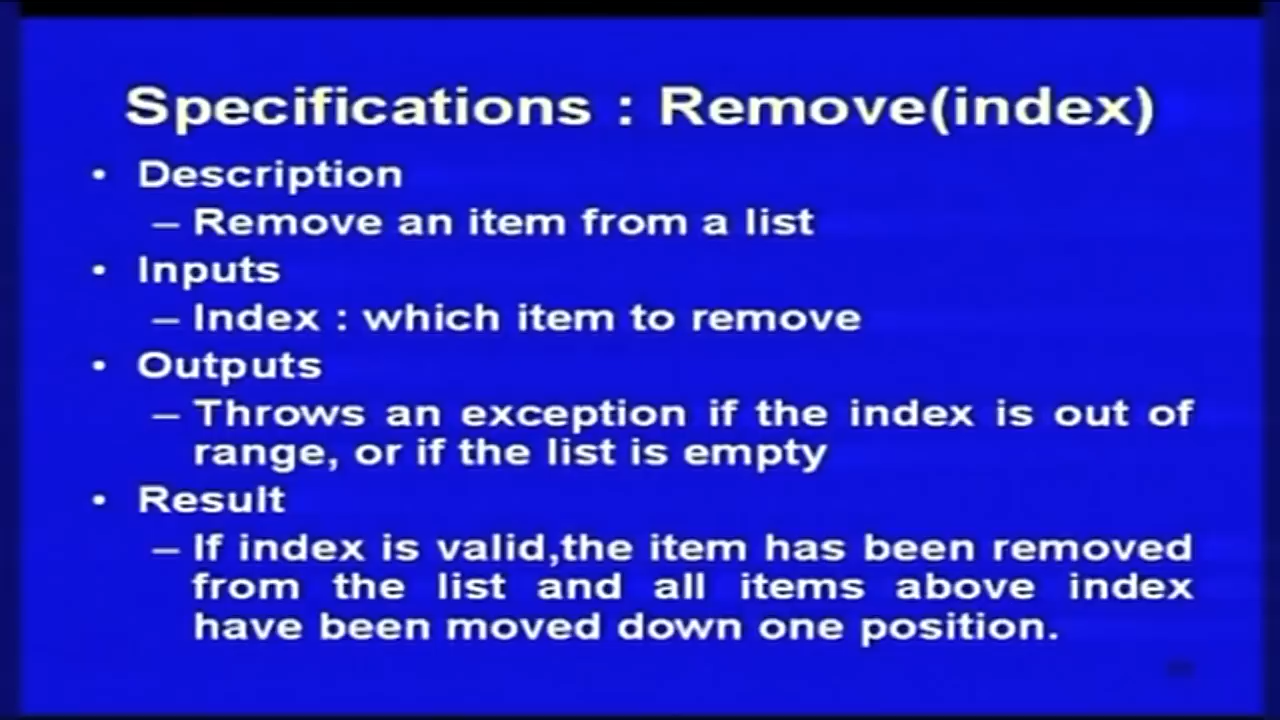 Specifications : Remove(index)
• Description
– Remove an item from a list
• Inputs
– Index : which item to remove
• Outputs
– Throws an exception if the index is out of
range, or if the list is empty
• Result
– If index is valid,the item has been removed
from the list and all items above index
have been moved down one position.